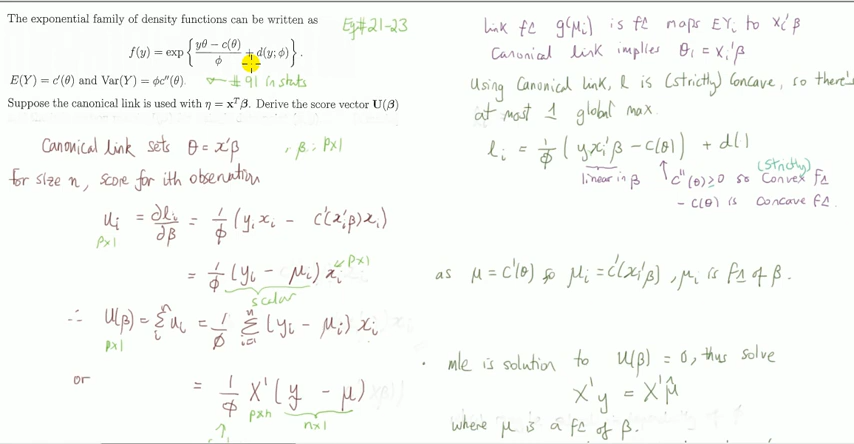 The exponential family of density functions can be written as
Eg# 21-23
f(y) = exp{ (yθ − c(θ))/ϕ + d(y; ϕ) }.
E(Y) = c′(θ) and Var(Y) = ϕc″(θ).
# 91 in stats
Suppose the canonical link is used with η = xᵀβ. Derive the score vector U(β)
Canonical link sets θ = x'β , β : p×1
For size n, score for ith observation
u_i = ∂l_i/∂β = 1/ϕ (y_i x_i − c'(x_i'β)x_i)
p×1
= 1/ϕ (y_i − μ_i) x_i p×1
scalar
∴ U(β) = Σ_i^n u_i = 1/ϕ Σ_{i=1}^n (y_i − μ_i) x_i
p×1
or = 1/ϕ X' (y − μ)
p×n n×1
link fc g(μ_i) is fc maps EY_i to x_i'β
Canonical link implies θ_i = x_i'β
Using Canonical link, l is (strictly) concave, so there's
at most 1 global max.
l_i = 1/ϕ (y_i x_i'β − c(θ)) + d()
linear in β c''(θ) ≥ 0 so (strictly) convex fc
− c(θ) is concave fc.
as μ = c'(θ) so μ_i = c'(x_i'β) , μ_i is fc of β.
mle is solution to U(β) = 0, thus solve
X'y = X'μ̂
where μ is a fc of β.